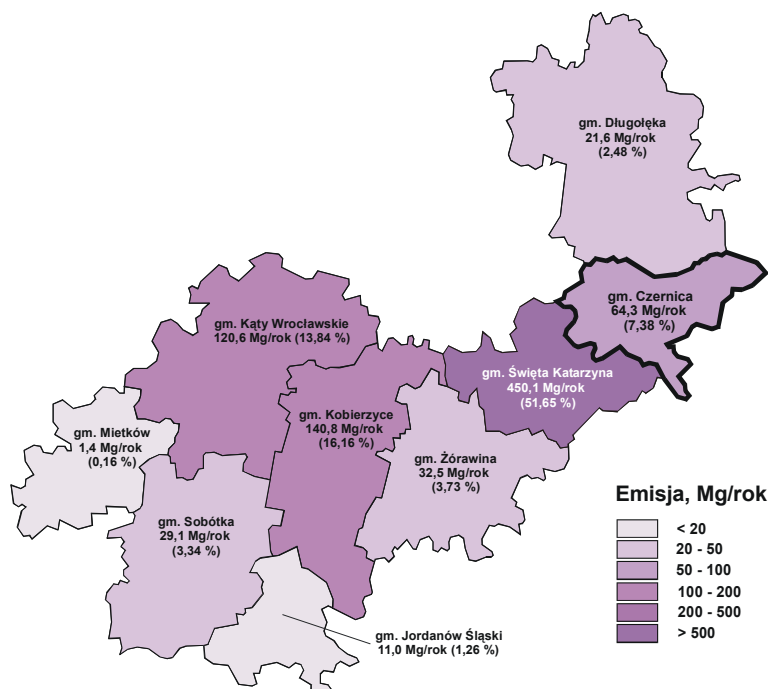 gm. Długołęka
21,6 Mg/rok
(2,48 %)
gm. Czernica
64,3 Mg/rok
(7,38 %)
gm. Kąty Wrocławskie
120,6 Mg/rok (13,84 %)
gm. Święta Katarzyna
450,1 Mg/rok
(51,65 %)
gm. Kobierzyce
140,8 Mg/rok
(16,16 %)
gm. Mietków
1,4 Mg/rok
(0,16 %)
gm. Żórawina
32,5 Mg/rok
(3,73 %)
gm. Sobótka
29,1 Mg/rok
(3,34 %)
gm. Jordanów Śląski
11,0 Mg/rok (1,26 %)
Emisja, Mg/rok
< 20
20 - 50
50 - 100
100 - 200
200 - 500
> 500